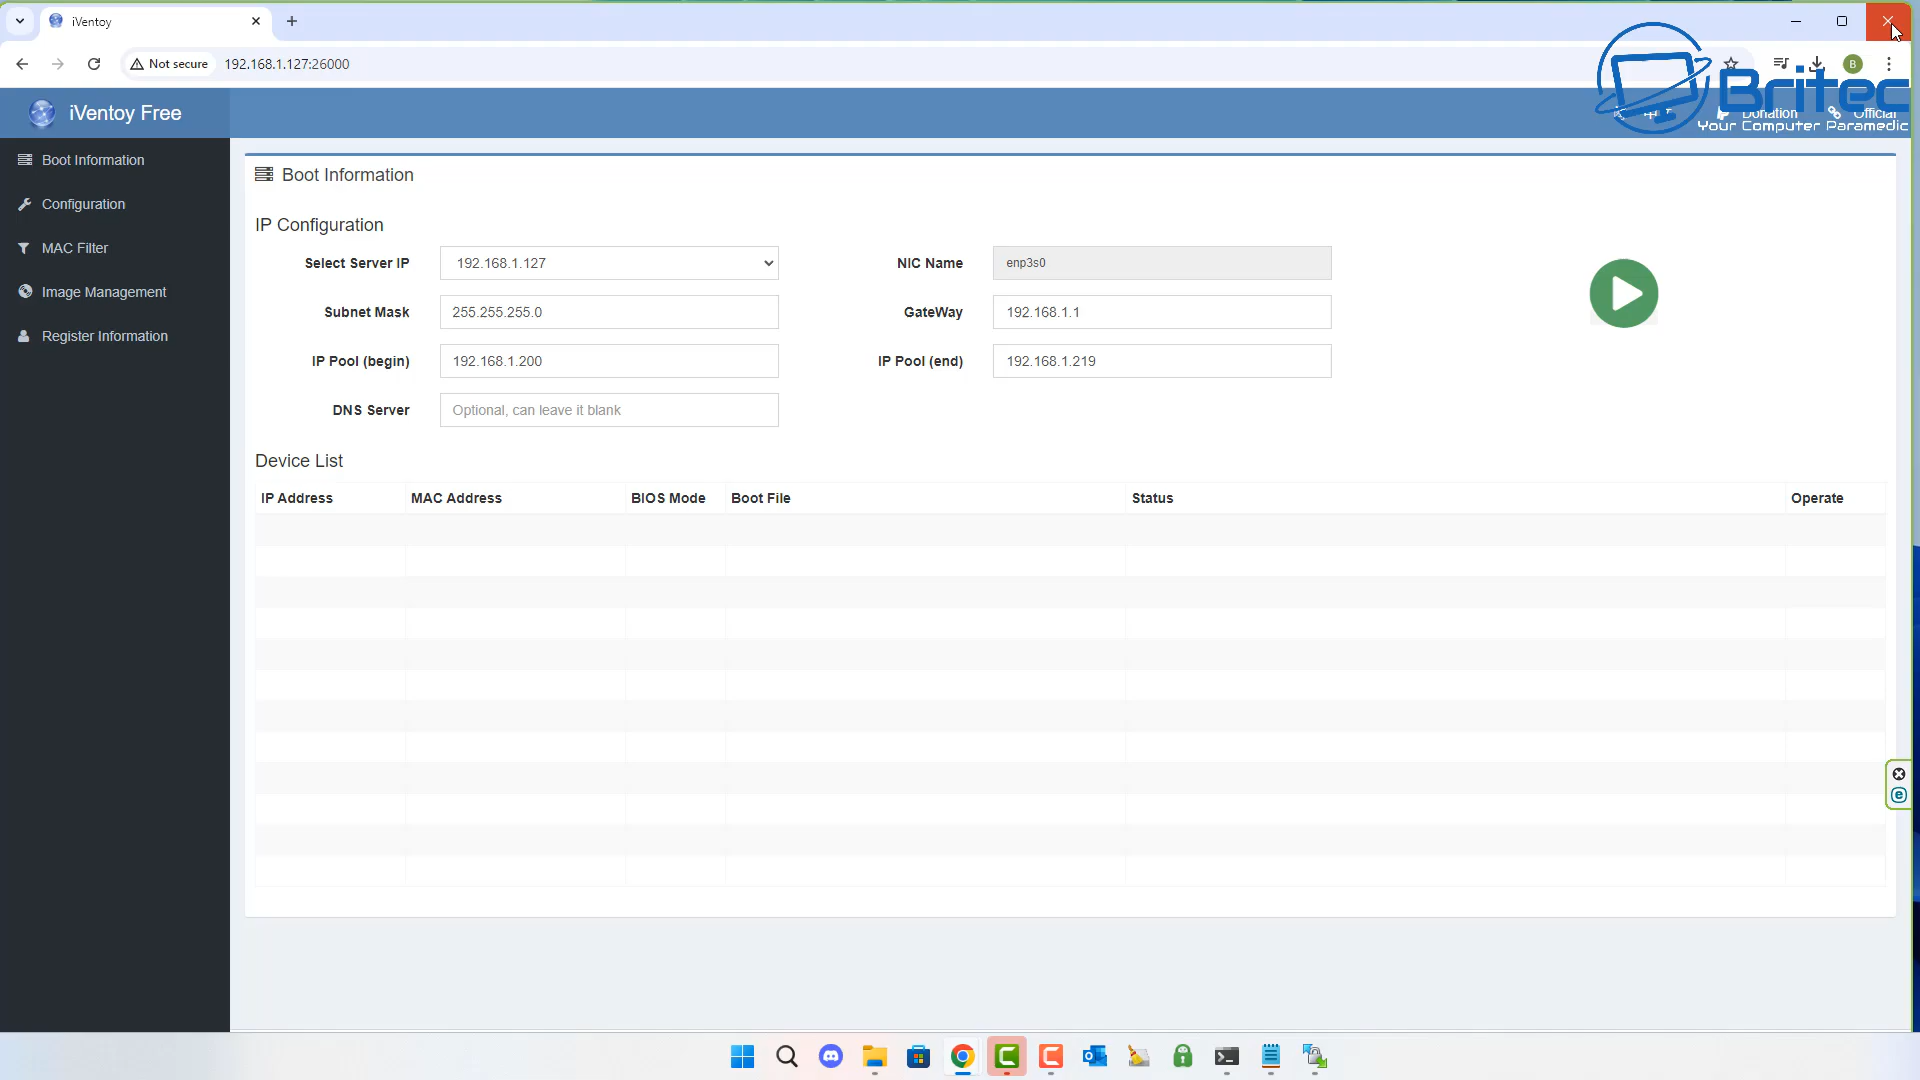 iVentoy
Not secure
192.168.1.127:26000
B
Britec
Your Computer Paramedic
iVentoy Free
Donation
Official
Boot Information
Configuration
MAC Filter
Image Management
Register Information
Boot Information
IP Configuration
Select Server IP
192.168.1.127
NIC Name
enp3s0
Subnet Mask
255.255.255.0
GateWay
192.168.1.1
IP Pool (begin)
192.168.1.200
IP Pool (end)
192.168.1.219
DNS Server
Optional, can leave it blank
Device List
IP Address MAC Address BIOS Mode Boot File Status Operate